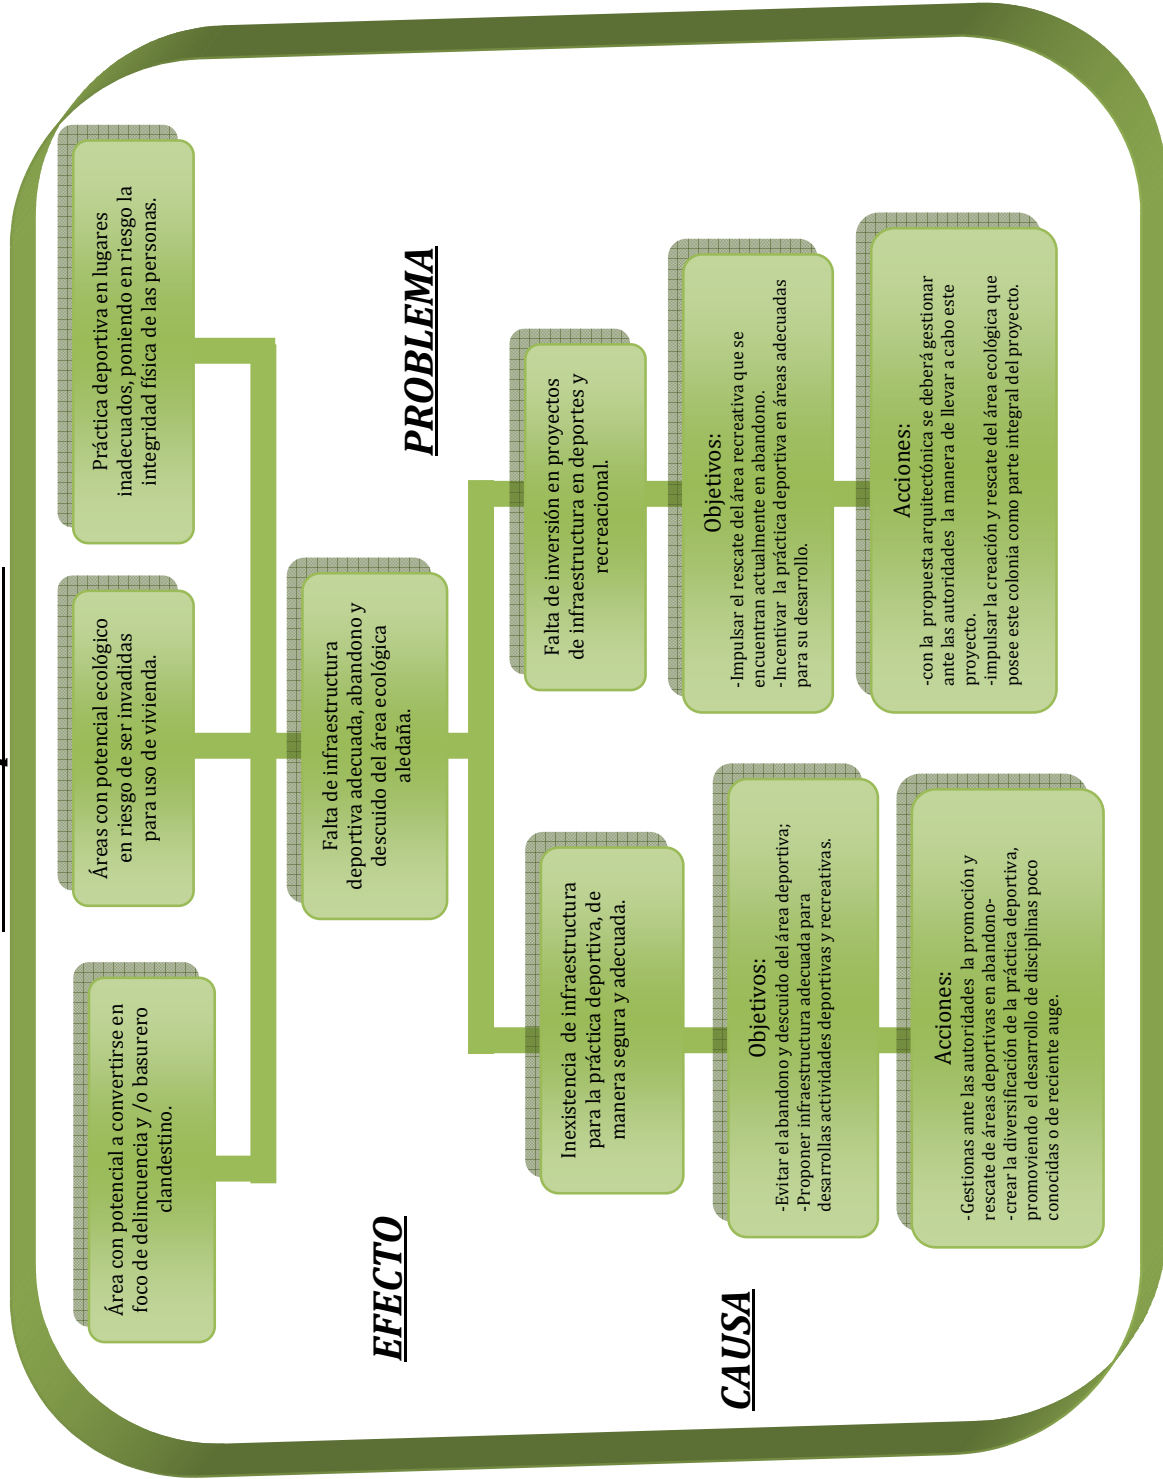 Área con potencial a convertirse en
foco de delincuencia y /o basurero
clandestino.
Áreas con potencial ecológico
en riesgo de ser invadidas
para uso de vivienda.
Práctica deportiva en lugares
inadecuados, poniendo en riesgo la
integridad física de las personas.
EFECTO
Falta de infraestructura
deportiva adecuada, abandono y
descuido del área ecológica
aledaña.
PROBLEMA
Inexistencia de infraestructura
para la práctica deportiva, de
manera segura y adecuada.
Falta de inversión en proyectos
de infraestructura en deportes y
recreacional.
CAUSA
Objetivos:
-Evitar el abandono y descuido del área deportiva;
-Proponer infraestructura adecuada para
desarrollas actividades deportivas y recreativas.
Objetivos:
-Impulsar el rescate del área recreativa que se
encuentran actualmente en abandono.
-Incentivar la práctica deportiva en áreas adecuadas
para su desarrollo.
Acciones:
-Gestionas ante las autoridades la promoción y
rescate de áreas deportivas en abandono-
-crear la diversificación de la práctica deportiva,
promoviendo el desarrollo de disciplinas poco
conocidas o de reciente auge.
Acciones:
-con la propuesta arquitectónica se deberá gestionar
ante las autoridades la manera de llevar a cabo este
proyecto.
-impulsar la creación y rescate del área ecológica que
posee este colonia como parte integral del proyecto.